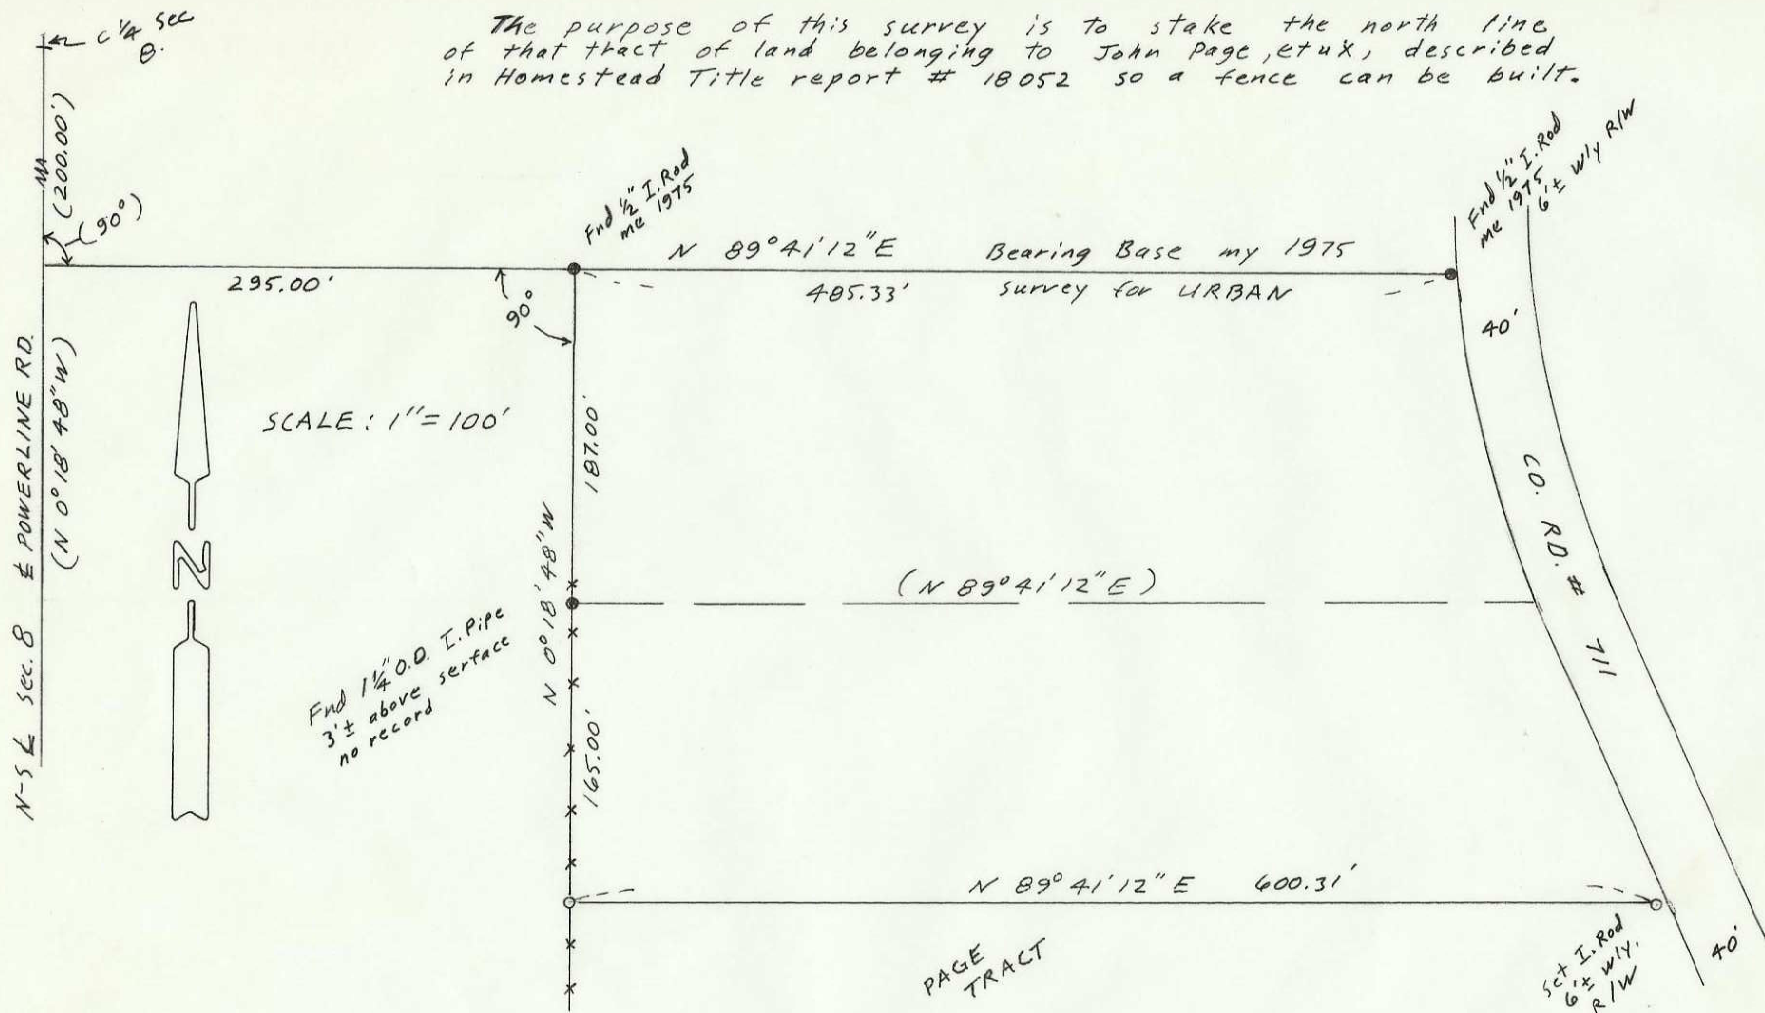 The purpose of this survey is to stake the north line
of that tract of land belonging to John Page, etux, described
in Homestead Title report # 18052 so a fence can be built.
C 1/4 Sec
8.
(200.00')
(90°)
295.00'
Fnd 1/2" I. Rod
me 1975
N 89°41'12"E Bearing Base my 1975
485.33' survey for URBAN
Fnd 1/2" I. Rod
me 1975
6'± w'ly R/W
90°
40'
SCALE: 1"=100'
N-S ℄ Sec. 8 ℄ POWERLINE RD.
(N 0°18'48"W)
N
187.00'
N 0°18'48"W
165.00'
(N 89°41'12"E)
CO. RD. # 711
Fnd 1 1/4" O.D. I. Pipe
3'± above serface
no record
N 89°41'12"E 600.31'
PAGE
TRACT
Set I. Rod
6'± w'ly.
R/W
40'